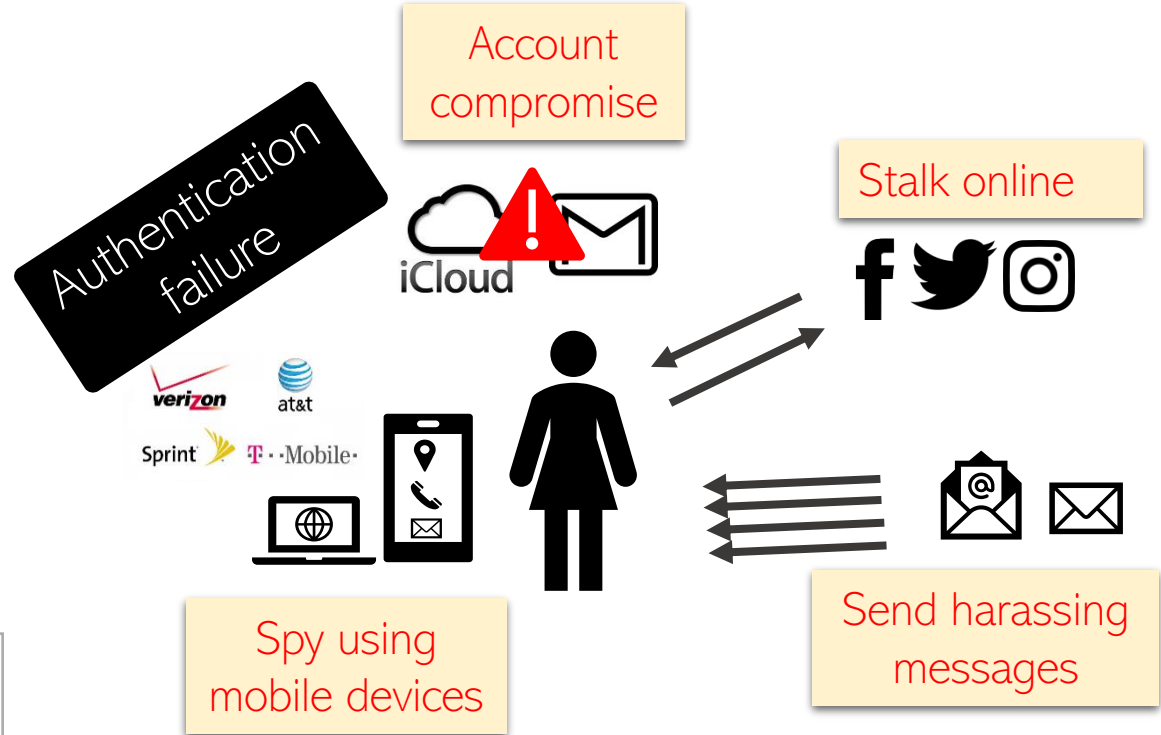 Account
compromise
Authentication
failure
Stalk online
iCloud
verizon
at&t
Sprint
T · · Mobile ·
@
Spy using
mobile devices
Send harassing
messages